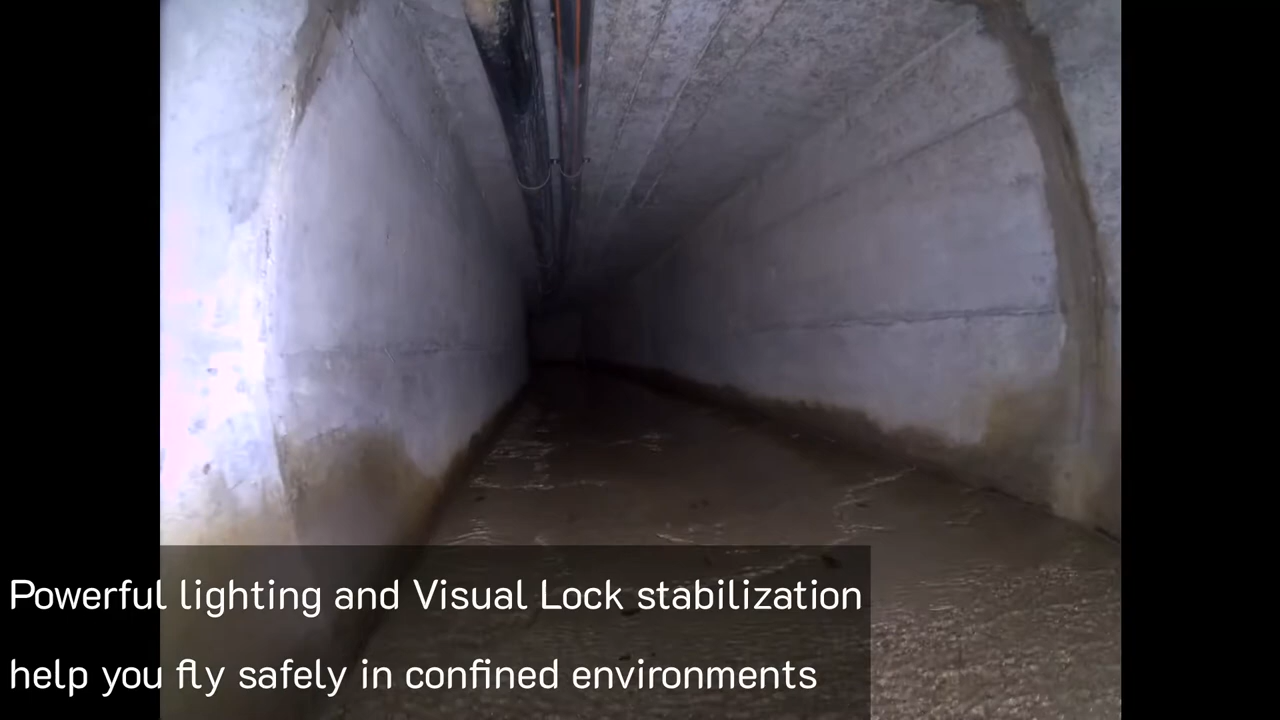 Powerful lighting and Visual Lock stabilization
help you fly safely in confined environments